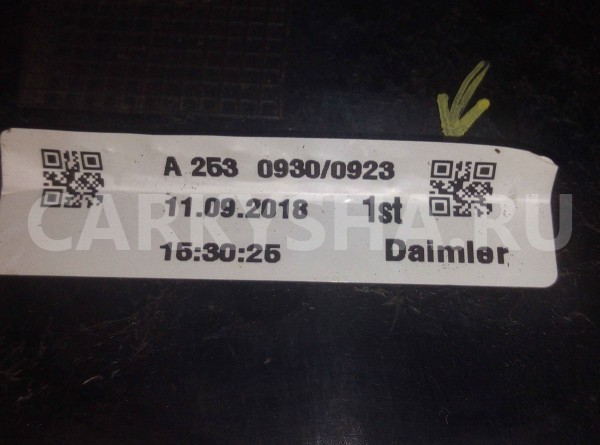 A 253 0930/0923
11.09.2018 1st
CARKYSHA.RU
15:30:25 Daimler